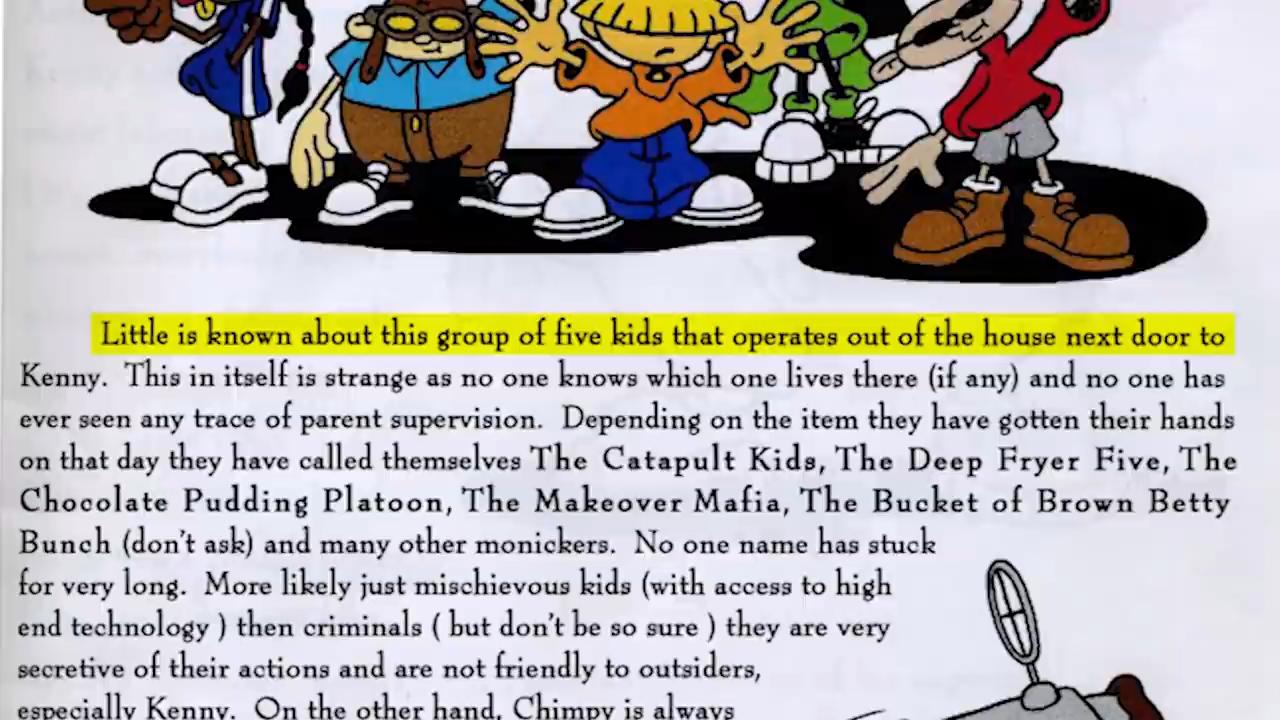 Little is known about this group of five kids that operates out of the house next door to
Kenny. This in itself is strange as no one knows which one lives there (if any) and no one has
ever seen any trace of parent supervision. Depending on the item they have gotten their hands
on that day they have called themselves The Catapult Kids, The Deep Fryer Five, The
Chocolate Pudding Platoon, The Makeover Mafia, The Bucket of Brown Betty
Bunch (don't ask) and many other monickers. No one name has stuck
for very long. More likely just mischievous kids (with access to high
end technology ) then criminals ( but don't be so sure ) they are very
secretive of their actions and are not friendly to outsiders,
especially Kenny. On the other hand, Chimpy is always